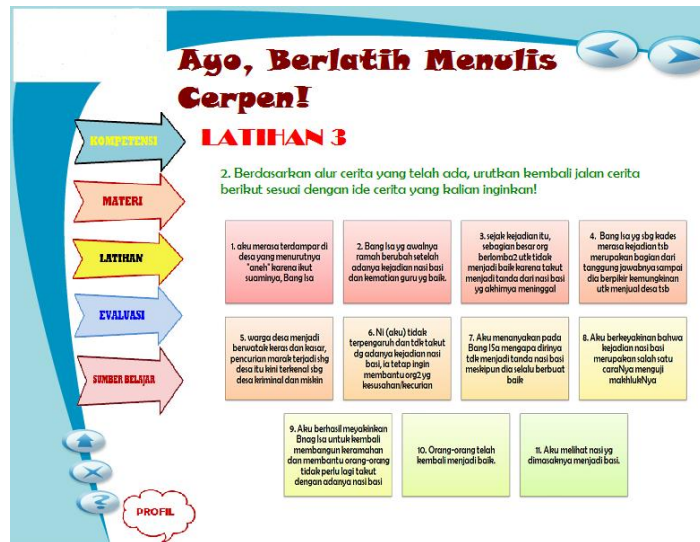 Ayo, Berlatih Menulis
Cerpen!
LATIHAN 3
KOMPETENSI
MATERI
LATIHAN
EVALUASI
SUMBER BELAJAR
PROFIL
2. Berdasarkan alur cerita yang telah ada, urutkan kembali jalan cerita
berikut sesuai dengan ide cerita yang kalian inginkan!
1. aku merasa terdampar di
desa yang menurutnya
"aneh" karena ikut
suaminya, Bang Isa
2. Bang Isa yg awalnya
ramah berubah setelah
adanya kejadian nasi basi
dan kematian guru yg baik.
3. sejak kejadian itu,
sebagian besar org
berlomba2 utk tidak
menjadi baik karena takut
menjadi tanda dari nasi basi
yg akhirnya meninggal
4. Bang Isa yg sbg kades
merasa kejadian tsb
merupakan bagian dari
tanggung jawabnya sampai
dia berpikir kemungkinan
utk menjual desa tsb
5. warga desa menjadi
berwatak keras dan kasar,
pencurian marak terjadi shg
desa itu kini terkenal sbg
desa kriminal dan miskin
6. Ni (aku) tidak
terpengaruh dan tdk takut
dg adanya kejadian nasi
basi, ia tetap ingin
membantu org2 yg
kesusahan/kecurian
7. Aku menanyakan pada
Bang ISa mengapa dirinya
tdk menjadi tanda nasi basi
meskipun dia selalu berbuat
baik
8. Aku berkeyakinan bahwa
kejadian nasi basi
merupakan salah satu
caraNya menguji
makhlukNya
9. Aku berhasil meyakinkan
Bnag Isa untuk kembali
membangun keramahan
dan membantu orang-orang
tidak perlu lagi takut
dengan adanya nasi basi
10. Orang-orang telah
kembali menjadi baik.
11. Aku melihat nasi yg
dimasaknya menjadi basi.